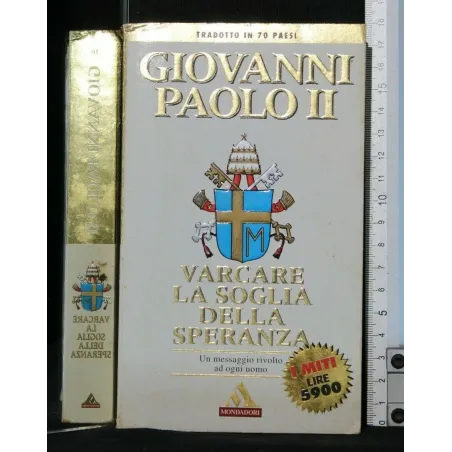 TRADOTTO IN 70 PAESI
GIOVANNI
PAOLO II
M
VARCARE
LA SOGLIA
DELLA
SPERANZA
Un messaggio rivolto
ad ogni uomo
I MITI
LIRE
5900
MONDADORI
GIOVANNI PAOLO II
VARCARE
LA
SOGLIA
DELLA
SPERANZA